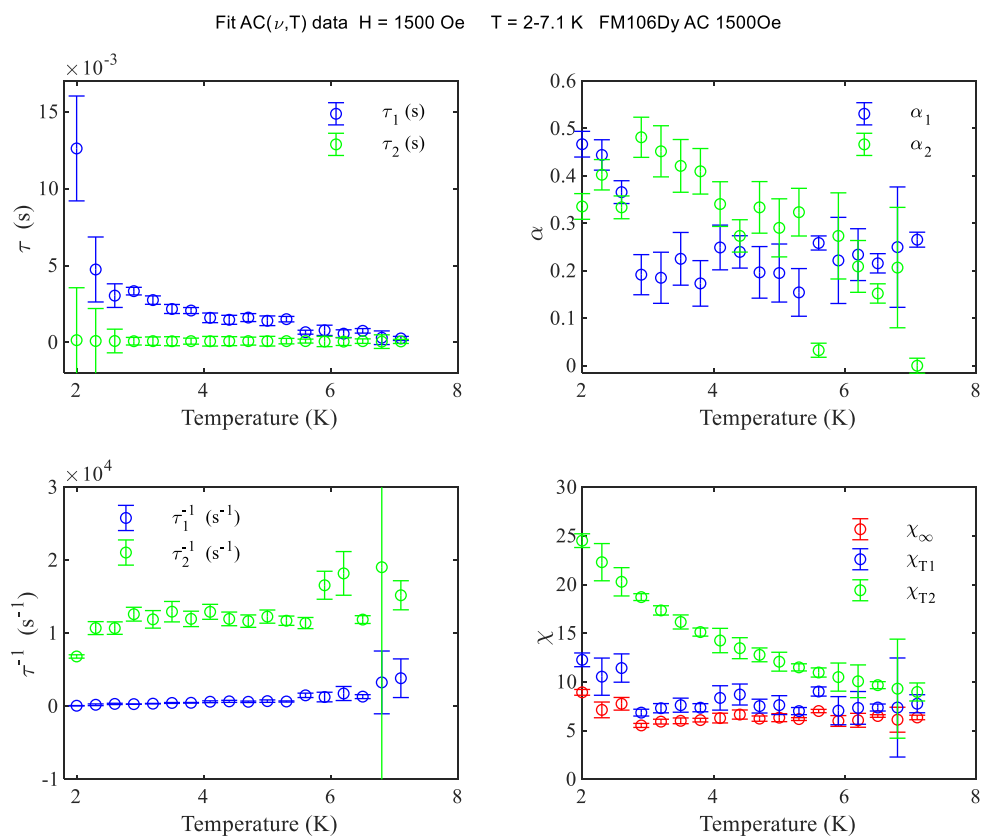 Fit AC(ν,T) data H = 1500 Oe T = 2-7.1 K FM106Dy AC 1500Oe
×10⁻³
15
10
5
0
2 4 6 8
τ (s)
Temperature (K)
τ₁ (s)
τ₂ (s)
0.6
0.5
0.4
0.3
0.2
0.1
0
2 4 6 8
α
Temperature (K)
α₁
α₂
×10⁴
3
2
1
0
-1
2 4 6 8
τ⁻¹ (s⁻¹)
Temperature (K)
τ₁⁻¹ (s⁻¹)
τ₂⁻¹ (s⁻¹)
30
25
20
15
10
5
0
2 4 6 8
χ
Temperature (K)
χ∞
χT1
χT2